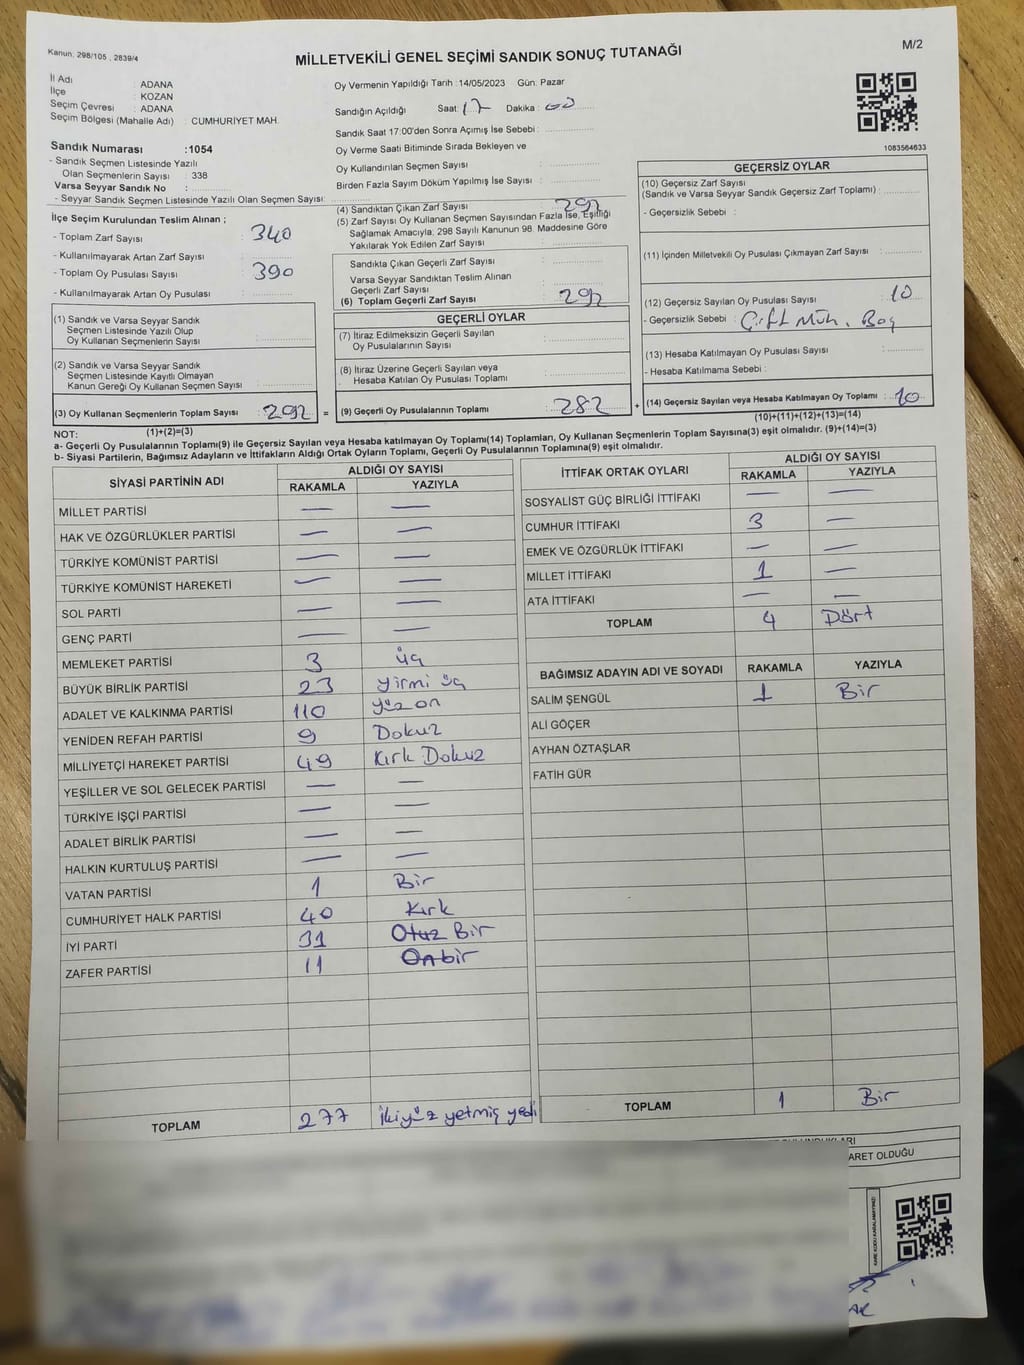 Kanun: 298/105 , 2839/4
MİLLETVEKİLİ GENEL SEÇİMİ SANDIK SONUÇ TUTANAĞI
M/2
İl Adı : ADANA
İlçe : KOZAN
Seçim Çevresi : ADANA
Seçim Bölgesi (Mahalle Adı) : CUMHURİYET MAH.
Sandık Numarası :1054
- Sandık Seçmen Listesinde Yazılı
Olan Seçmenlerin Sayısı : 338
Varsa Seyyar Sandık No :
- Seyyar Sandık Seçmen Listesinde Yazılı Olan Seçmen Sayısı:
Oy Vermenin Yapıldığı Tarih : 14/05/2023 Gün: Pazar
Sandığın Açıldığı Saat: 17 Dakika : 00
Sandık Saat 17:00'den Sonra Açımış İse Sebebi :
Oy Verme Saati Bitiminde Sırada Bekleyen ve
Oy Kullandırılan Seçmen Sayısı :
Birden Fazla Sayım Döküm Yapılmış İse Sayısı :
1083564633
İlçe Seçim Kurulundan Teslim Alınan ;
- Toplam Zarf Sayısı : 340
- Kullanılmayarak Artan Zarf Sayısı :
- Toplam Oy Pusulası Sayısı : 390
- Kullanılmayarak Artan Oy Pusulası :
(1) Sandık ve Varsa Seyyar Sandık
Seçmen Listesinde Yazılı Olup
Oy Kullanan Seçmenlerin Sayısı :
(2) Sandık ve Varsa Seyyar Sandık
Seçmen Listesinde Kayıtlı Olmayan
Kanun Gereği Oy Kullanan Seçmen Sayısı :
(3) Oy Kullanan Seçmenlerin Toplam Sayısı : 292 =
(1)+(2)=(3)
(4) Sandıktan Çıkan Zarf Sayısı : 292
(5) Zarf Sayısı Oy Kullanan Seçmen Sayısından Fazla İse, Eşitliği
Sağlamak Amacıyla, 298 Sayılı Kanunun 98. Maddesine Göre
Yakılarak Yok Edilen Zarf Sayısı :
Sandıkta Çıkan Geçerli Zarf Sayısı :
Varsa Seyyar Sandıktan Teslim Alınan
Geçerli Zarf Sayısı :
(6) Toplam Geçerli Zarf Sayısı : 292
GEÇERLİ OYLAR
(7) İtiraz Edilmeksizin Geçerli Sayılan
Oy Pusulalarının Sayısı :
(8) İtiraz Üzerine Geçerli Sayılan veya
Hesaba Katılan Oy Pusulası Toplamı :
(9) Geçerli Oy Pusulalarının Toplamı : 282 +
GEÇERSİZ OYLAR
(10) Geçersiz Zarf Sayısı
(Sandık ve Varsa Seyyar Sandık Geçersiz Zarf Toplamı) :
- Geçersizlik Sebebi :
(11) İçinden Milletvekili Oy Pusulası Çıkmayan Zarf Sayısı :
(12) Geçersiz Sayılan Oy Pusulası Sayısı : 10
- Geçersizlik Sebebi : Çift Müh. Boş
(13) Hesaba Katılmayan Oy Pusulası Sayısı :
- Hesaba Katılmama Sebebi :
(14) Geçersiz Sayılan veya Hesaba Katılmayan Oy Toplamı : 10
(10)+(11)+(12)+(13)=(14)
NOT:
a- Geçerli Oy Pusulalarının Toplamı(9) ile Geçersiz Sayılan veya Hesaba katılmayan Oy Toplamı(14) Toplamları, Oy Kullanan Seçmenlerin Toplam Sayısına(3) eşit olmalıdır. (9)+(14)=(3)
b- Siyasi Partilerin, Bağımsız Adayların ve İttifakların Aldığı Ortak Oyların Toplamı, Geçerli Oy Pusulalarının Toplamına(9) eşit olmalıdır.
SİYASİ PARTİNİN ADI ALDIĞI OY SAYISI
RAKAMLA YAZIYLA
MİLLET PARTİSİ — —
HAK VE ÖZGÜRLÜKLER PARTİSİ — —
TÜRKİYE KOMÜNİST PARTİSİ — —
TÜRKİYE KOMÜNİST HAREKETİ — —
SOL PARTİ — —
GENÇ PARTİ — —
MEMLEKET PARTİSİ 3 üç
BÜYÜK BİRLİK PARTİSİ 23 yirmi üç
ADALET VE KALKINMA PARTİSİ 110 yüz on
YENİDEN REFAH PARTİSİ 9 Dokuz
MİLLİYETÇİ HAREKET PARTİSİ 49 Kırk Dokuz
YEŞİLLER VE SOL GELECEK PARTİSİ — —
TÜRKİYE İŞÇİ PARTİSİ — —
ADALET BİRLİK PARTİSİ — —
HALKIN KURTULUŞ PARTİSİ — —
VATAN PARTİSİ 1 Bir
CUMHURİYET HALK PARTİSİ 40 Kırk
İYİ PARTİ 31 Otuz Bir
ZAFER PARTİSİ 11 Onbir
TOPLAM 277 İkiyüz yetmiş yedi
İTTİFAK ORTAK OYLARI ALDIĞI OY SAYISI
RAKAMLA YAZIYLA
SOSYALİST GÜÇ BİRLİĞİ İTTİFAKI — —
CUMHUR İTTİFAKI 3 —
EMEK VE ÖZGÜRLÜK İTTİFAKI — —
MİLLET İTTİFAKI 1 —
ATA İTTİFAKI — —
TOPLAM 4 Dört
BAĞIMSIZ ADAYIN ADI VE SOYADI RAKAMLA YAZIYLA
SALİM ŞENGÜL 1 Bir
ALİ GÖÇER
AYHAN ÖZTAŞLAR
FATİH GÜR
TOPLAM 1 Bir
ARET OLDUĞU